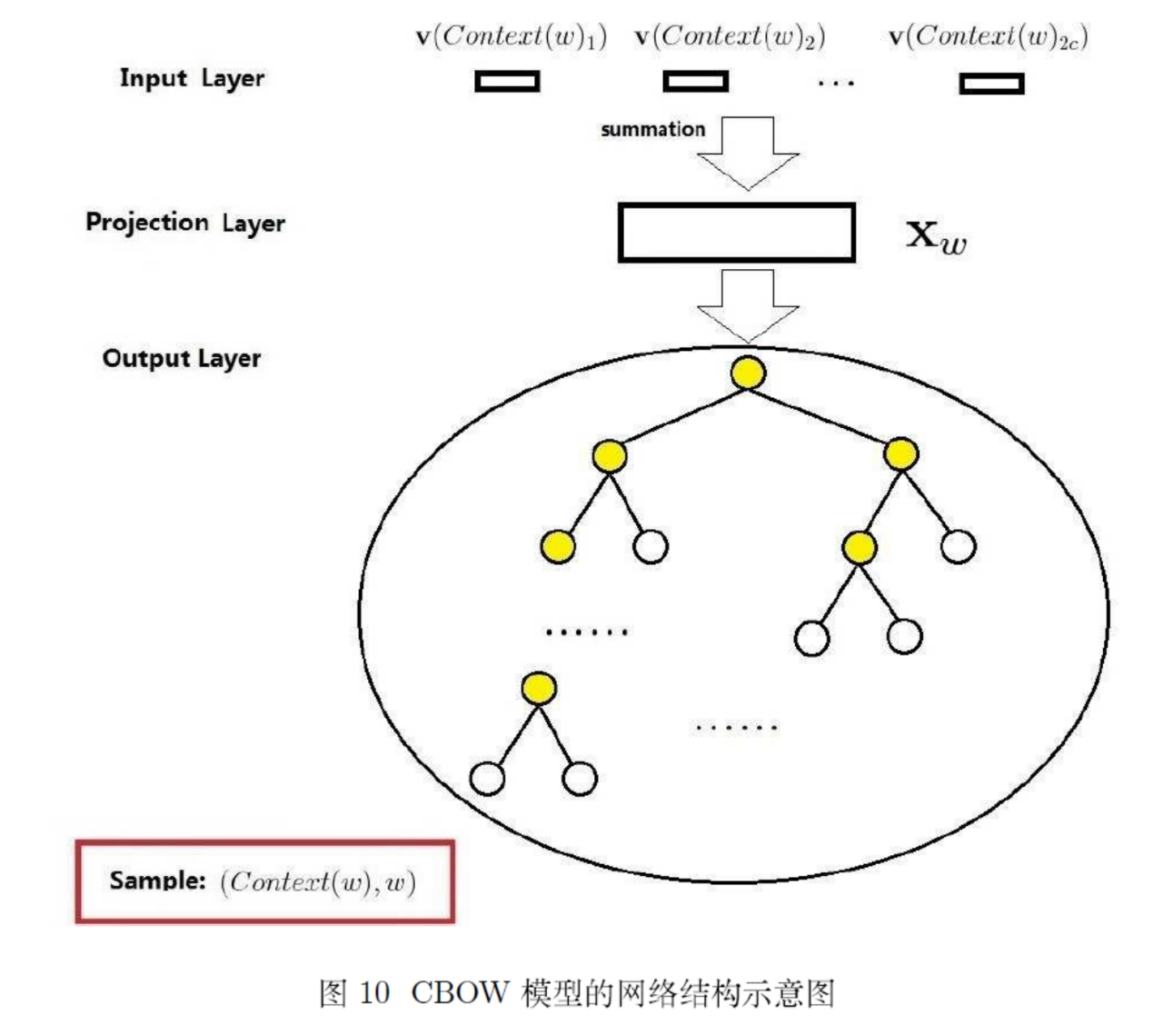 v(Context(w)₁) v(Context(w)₂) v(Context(w)₂c)
Input Layer ...
summation
Projection Layer
x_w
Output Layer
......
......
Sample: (Context(w), w)
图 10 CBOW 模型的网络结构示意图